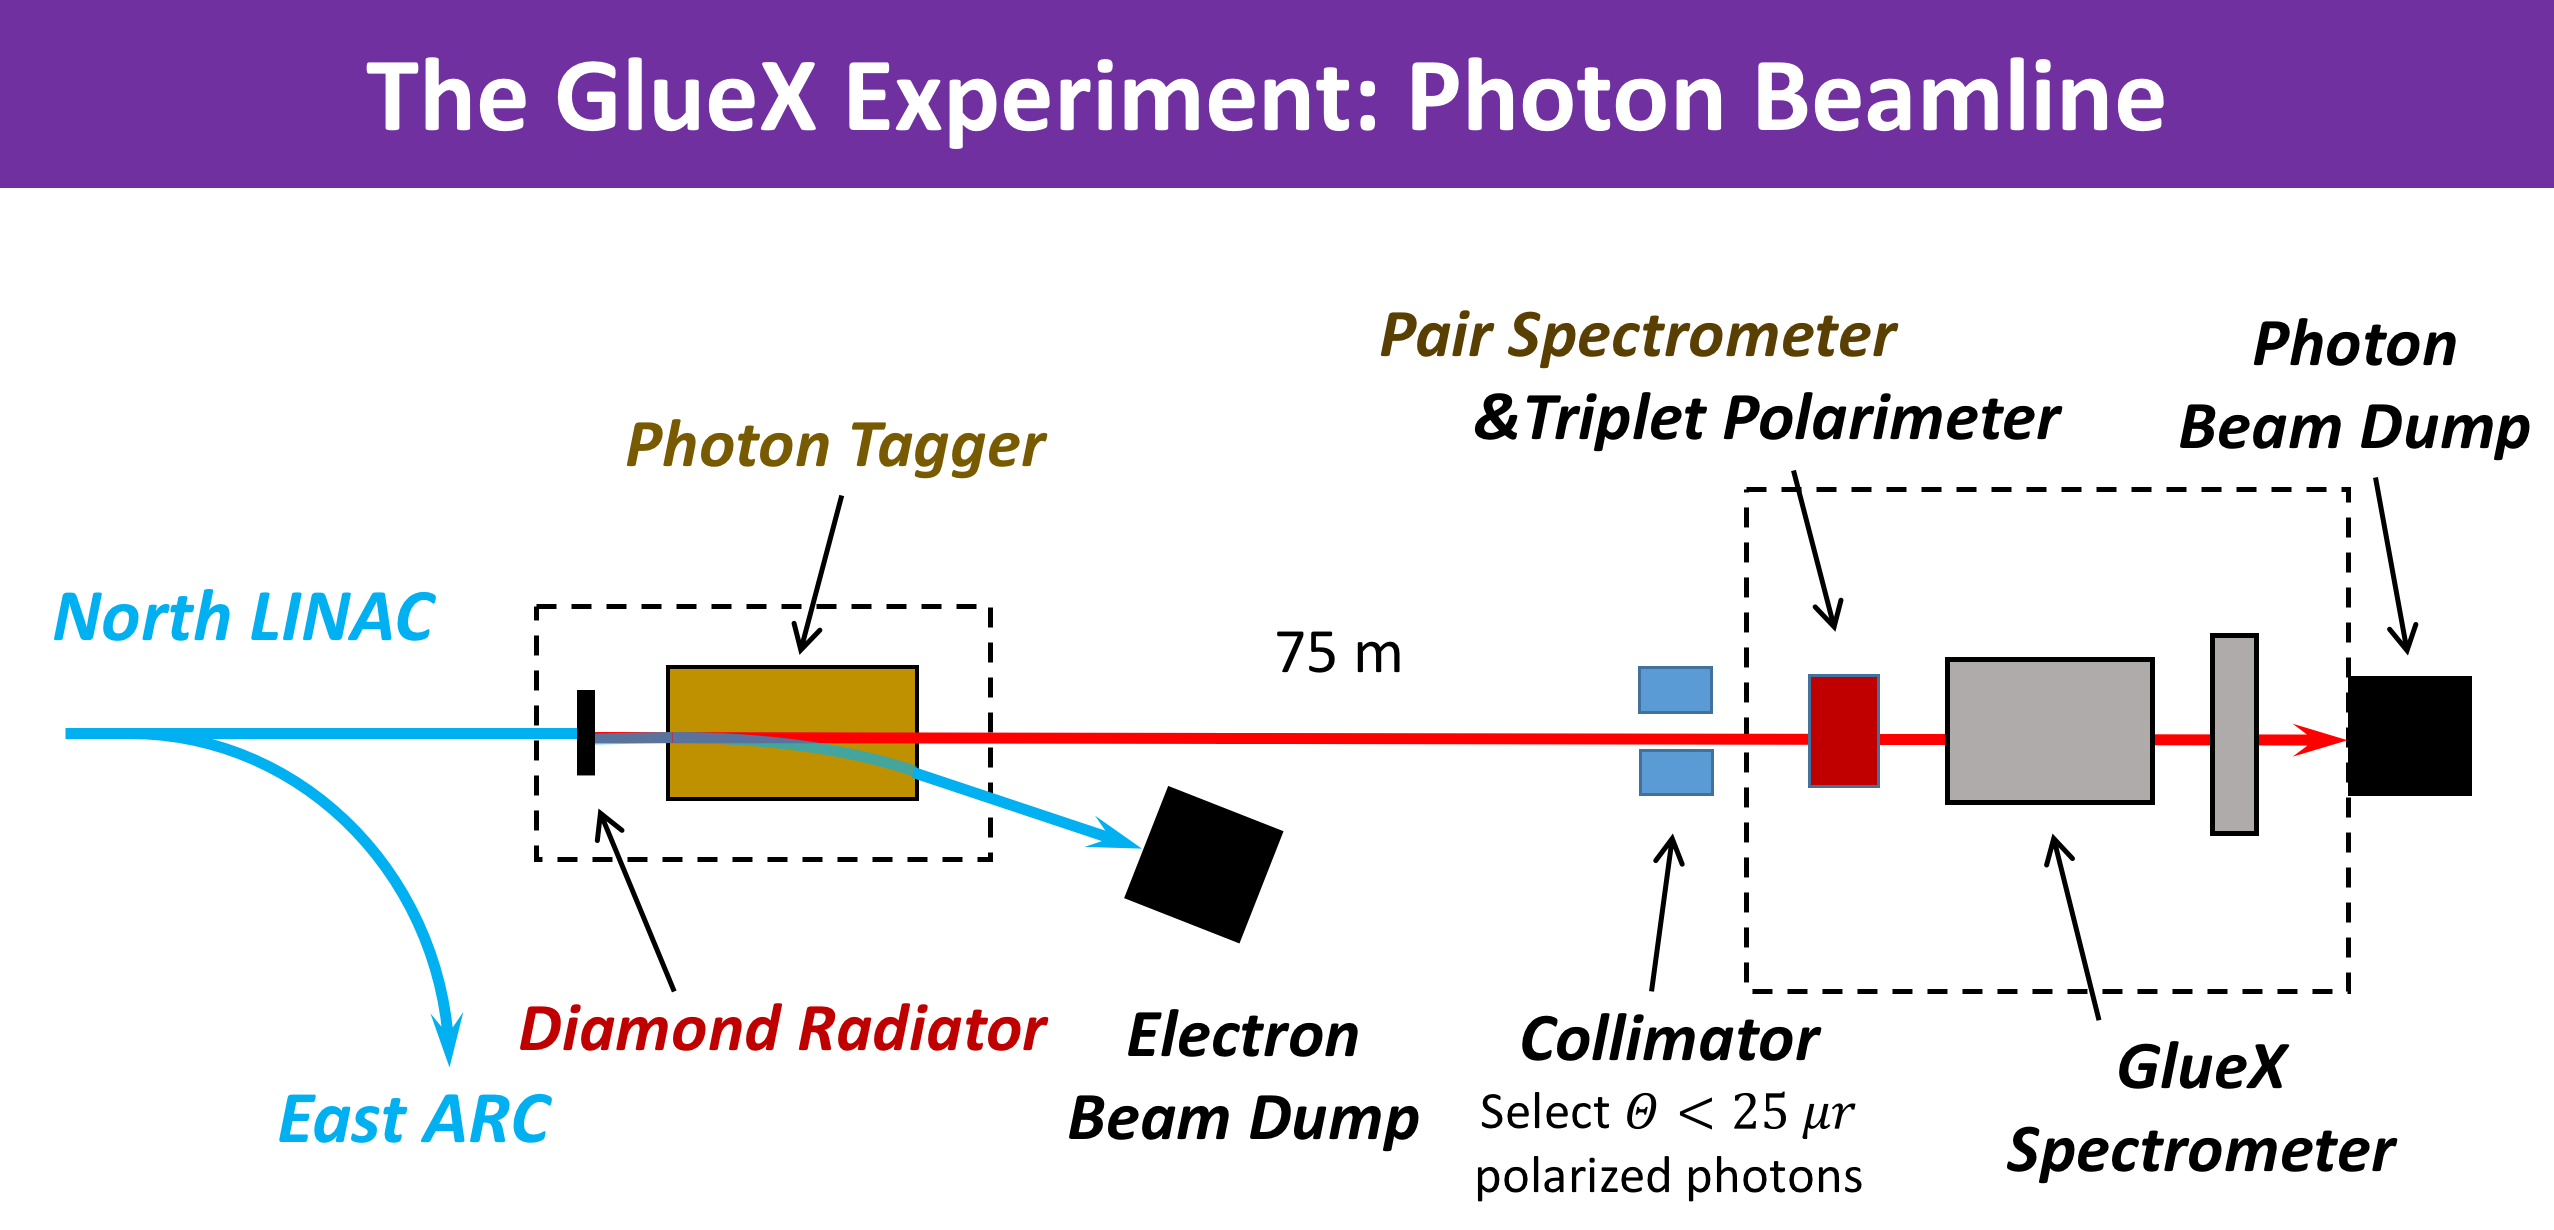 The GlueX Experiment: Photon Beamline
Pair Spectrometer
&Triplet Polarimeter
Photon
Beam Dump
Photon Tagger
North LINAC
75 m
Diamond Radiator
East ARC
Electron
Beam Dump
Collimator
Select Θ < 25 μr
polarized photons
GlueX
Spectrometer